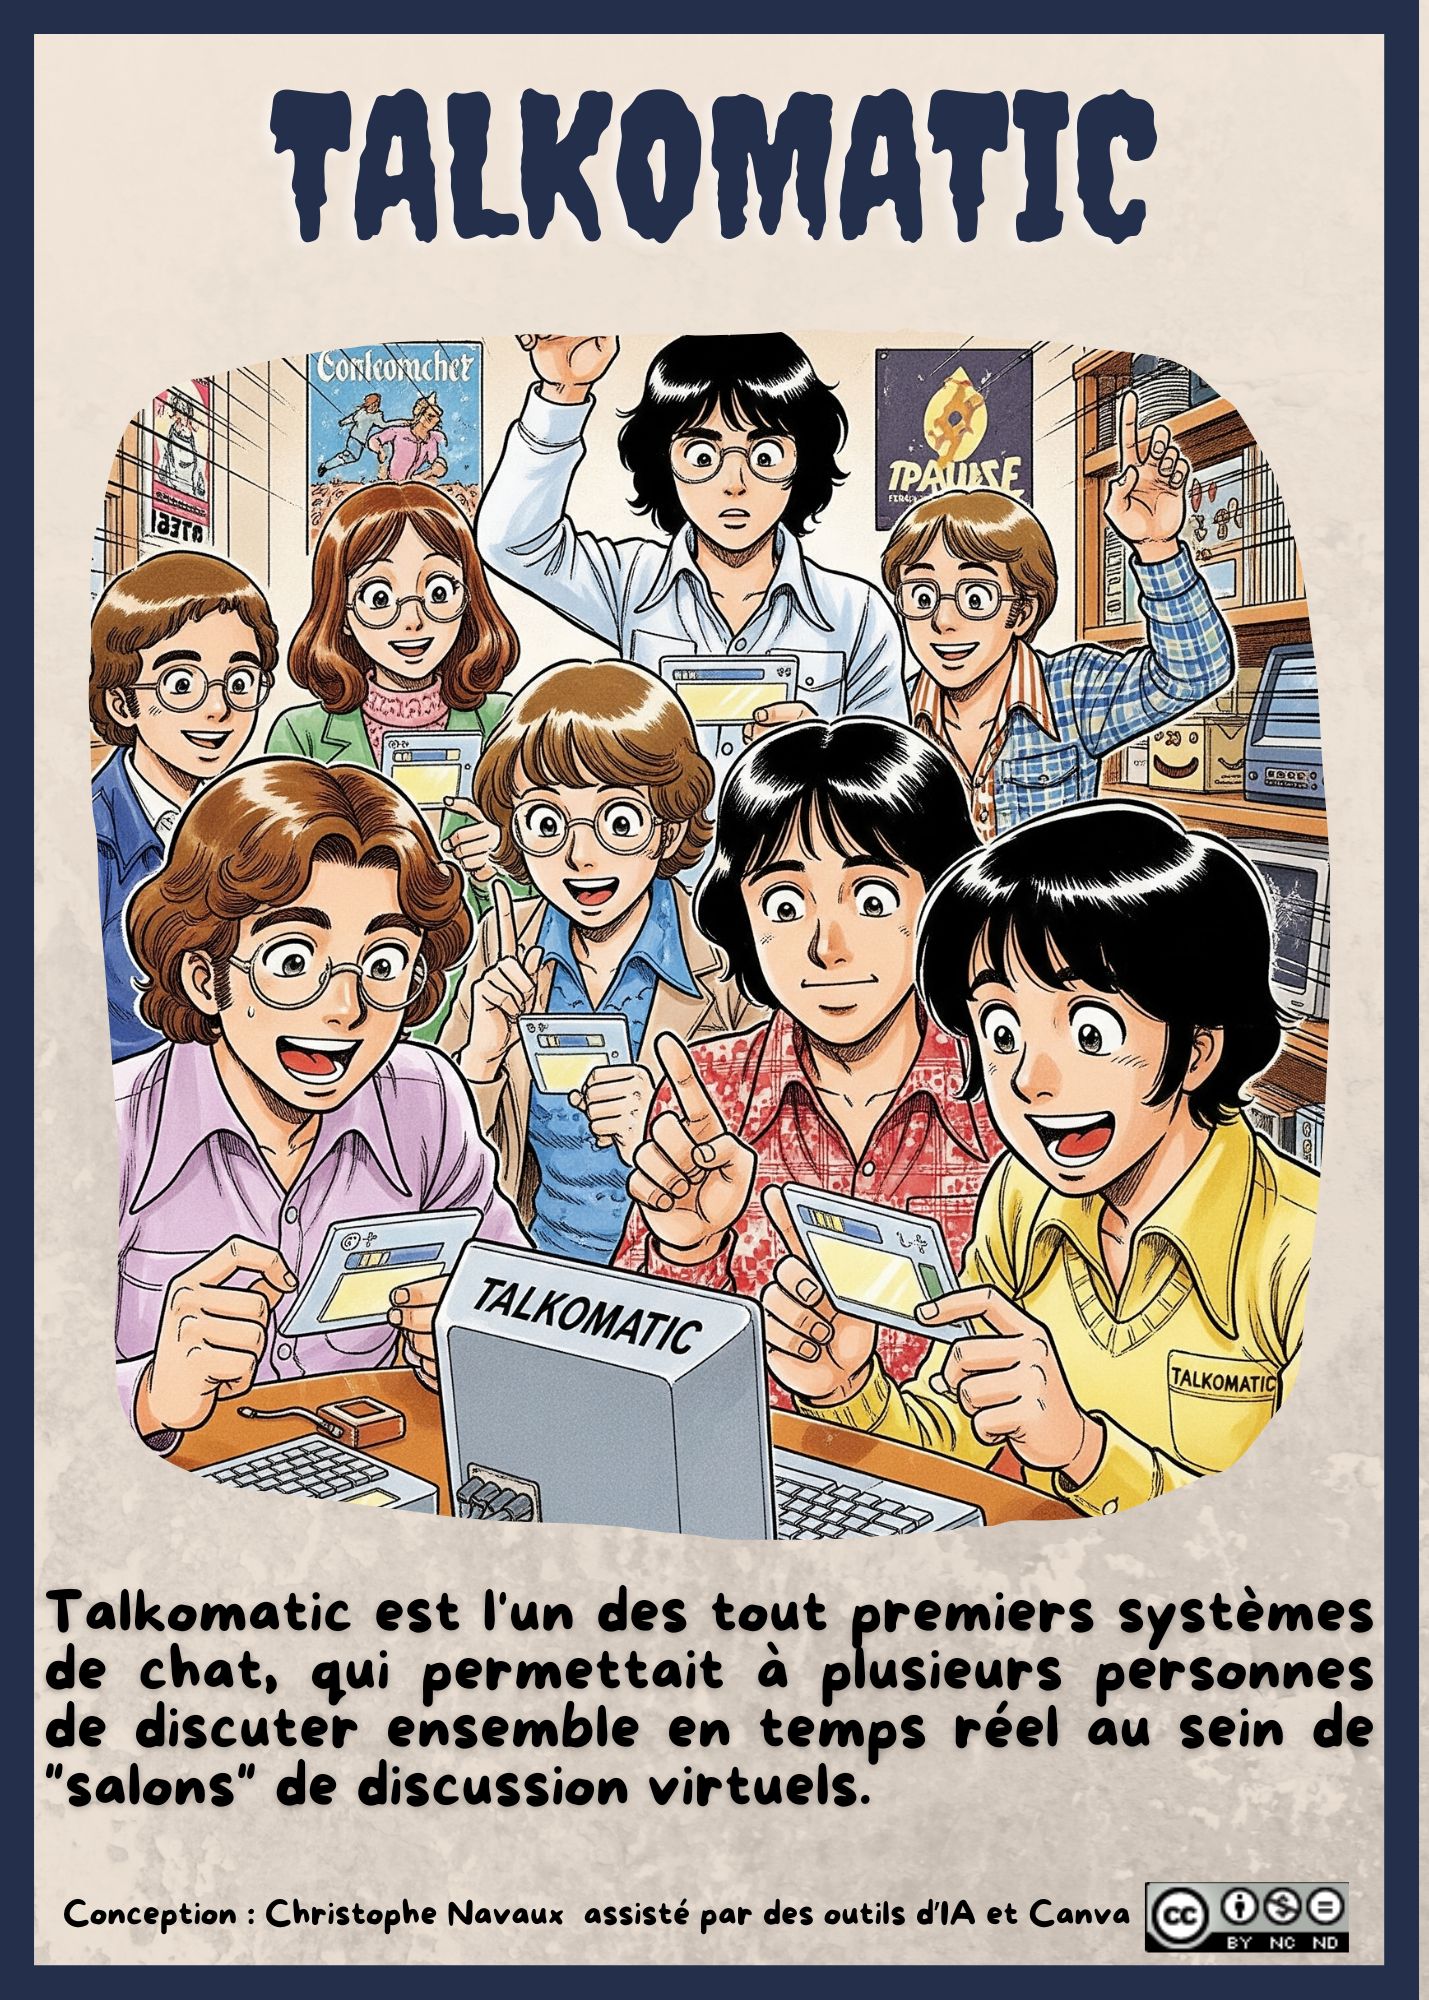 TALKOMATIC
Contcomchet
TALKOMATIC
TALKOMATIC
Talkomatic est l'un des tout premiers systèmes
de chat, qui permettait à plusieurs personnes
de discuter ensemble en temps réel au sein de
"salons" de discussion virtuels.
Conception : Christophe Navaux assisté par des outils d'IA et Canva
cc
BY NC ND